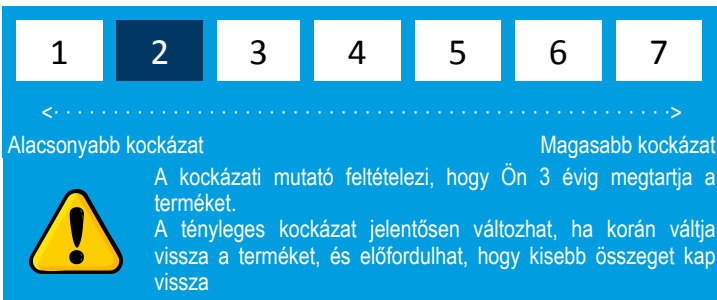 1 2 3 4 5 6 7
Alacsonyabb kockázat Magasabb kockázat
A kockázati mutató feltételezi, hogy Ön 3 évig megtartja a
terméket.
A tényleges kockázat jelentősen változhat, ha korán váltja
vissza a terméket, és előfordulhat, hogy kisebb összeget kap
vissza